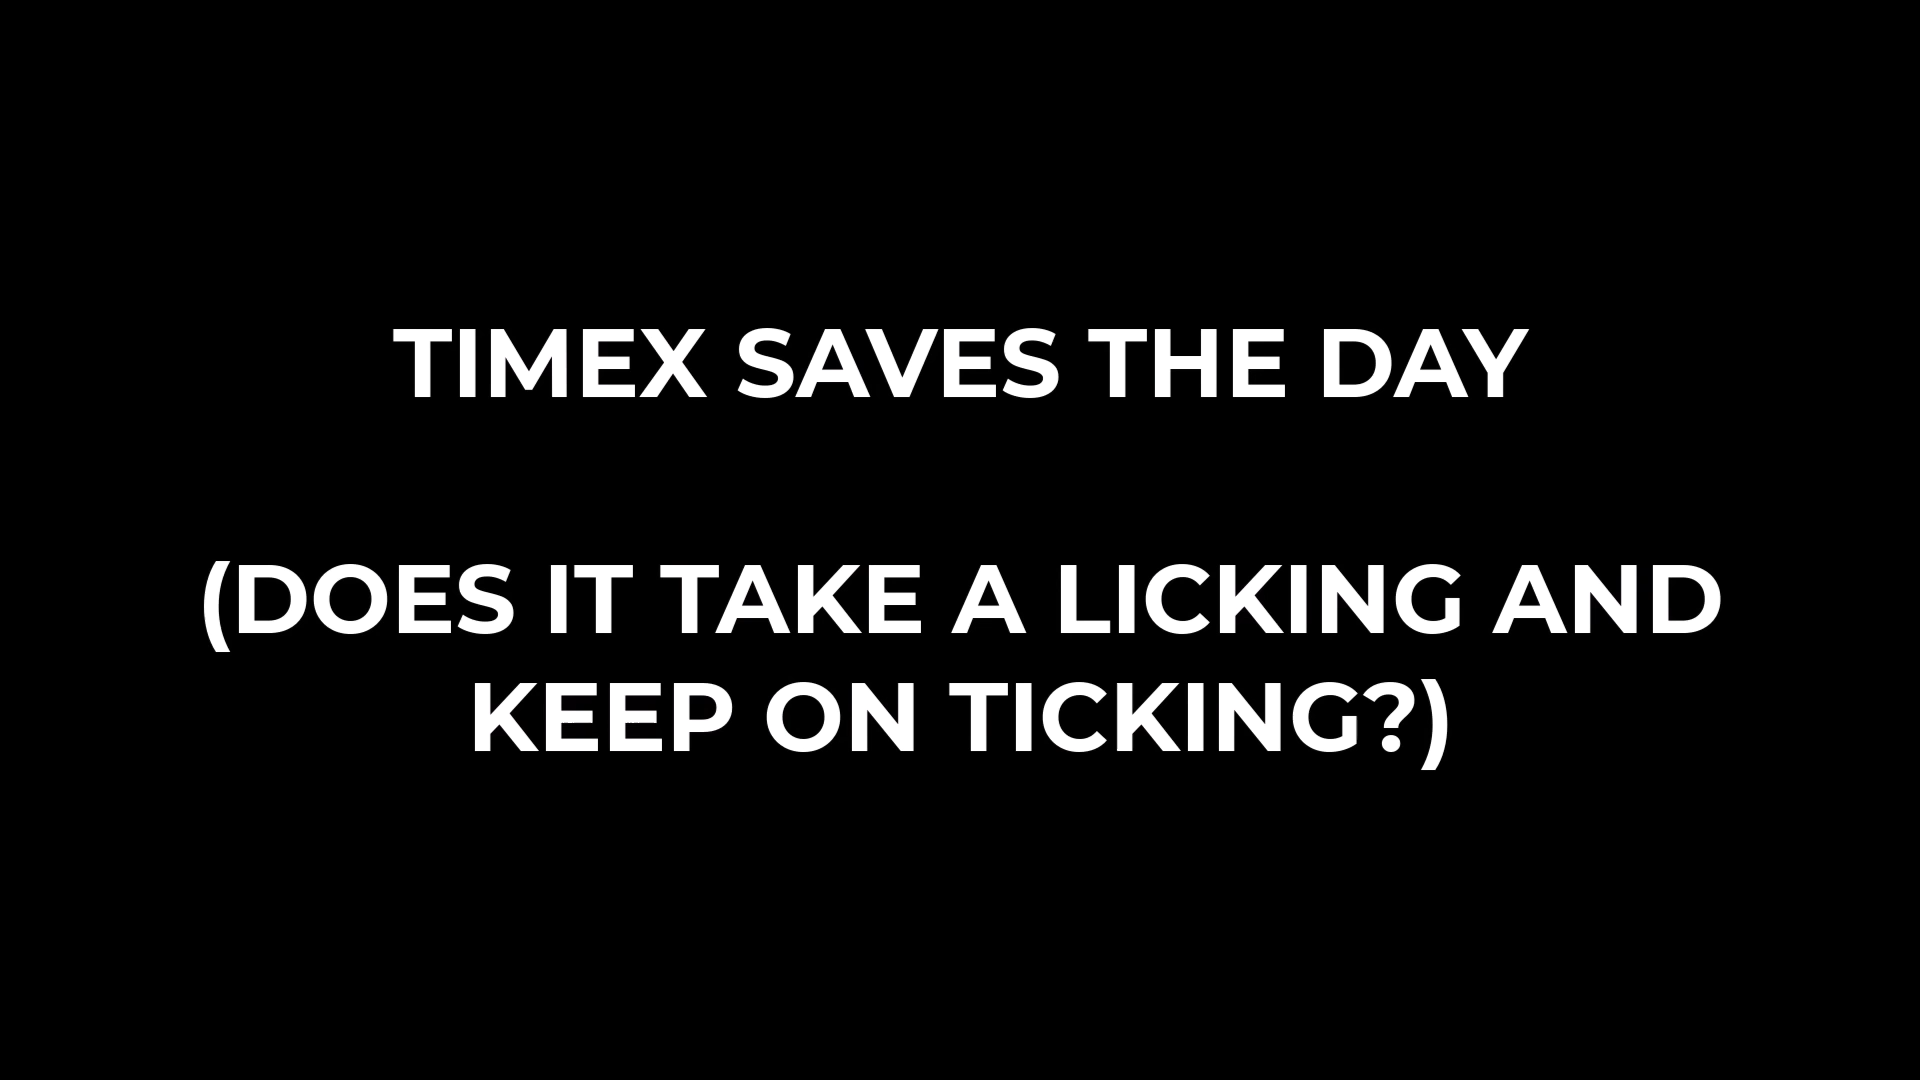 TIMEX SAVES THE DAY
(DOES IT TAKE A LICKING AND
KEEP ON TICKING?)